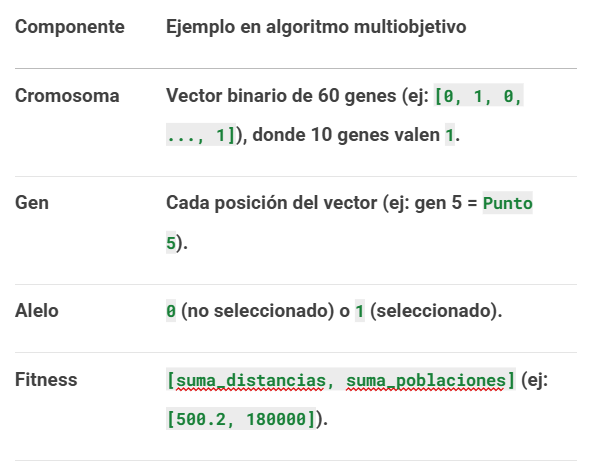 Componente Ejemplo en algoritmo multiobjetivo
Cromosoma Vector binario de 60 genes (ej: [0, 1, 0,
..., 1]), donde 10 genes valen 1.
Gen Cada posición del vector (ej: gen 5 = Punto
5).
Alelo 0 (no seleccionado) o 1 (seleccionado).
Fitness [suma_distancias, suma_poblaciones] (ej:
[500.2, 180000]).